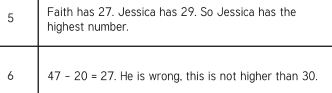 5
Faith has 27. Jessica has 29. So Jessica has the
highest number.
6
47 – 20 = 27. He is wrong, this is not higher than 30.